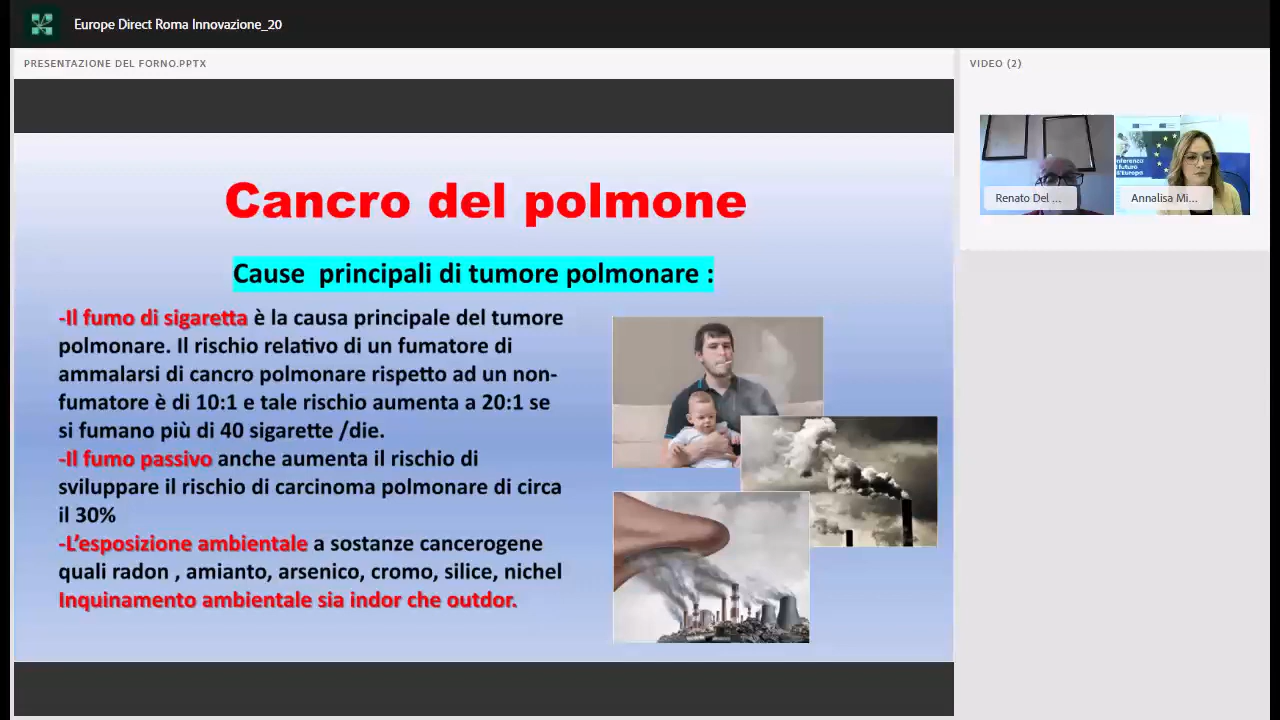 Europe Direct Roma Innovazione_20
PRESENTAZIONE DEL FORNO.PPTX
VIDEO (2)
Cancro del polmone
Cause  principali di tumore polmonare :
-Il fumo di sigaretta è la causa principale del tumore
polmonare. Il rischio relativo di un fumatore di
ammalarsi di cancro polmonare rispetto ad un non-
fumatore è di 10:1 e tale rischio aumenta a 20:1 se
si fumano più di 40 sigarette /die.
-Il fumo passivo anche aumenta il rischio di
sviluppare il rischio di carcinoma polmonare di circa
il 30%
-L’esposizione ambientale a sostanze cancerogene
quali radon , amianto, arsenico, cromo, silice, nichel
Inquinamento ambientale sia indor che outdor.
Renato Del ...
Annalisa Mi...